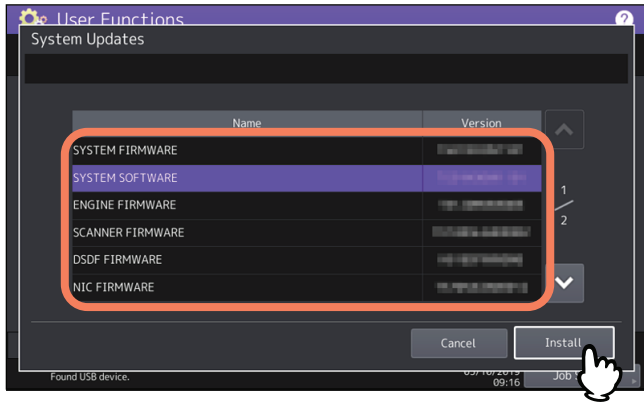 User Functions
?
System Updates
Name Version
SYSTEM FIRMWARE
SYSTEM SOFTWARE
ENGINE FIRMWARE
SCANNER FIRMWARE
DSDF FIRMWARE
NIC FIRMWARE
1
2
Cancel Install
Found USB device.
09:16
Job